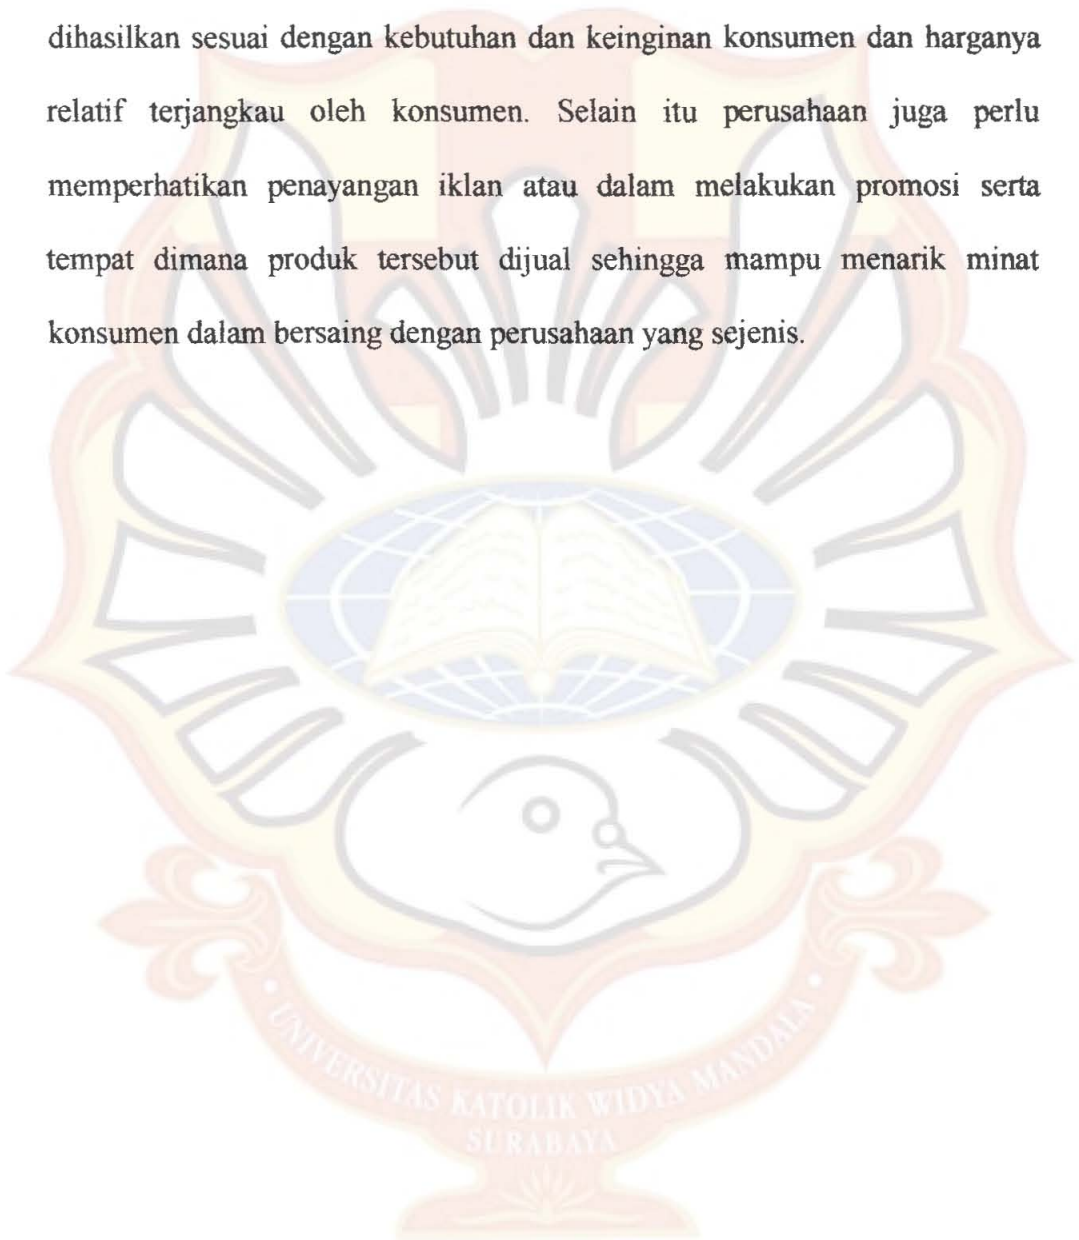 dihasilkan sesuai dengan kebutuhan dan keinginan konsumen dan harganya
relatif terjangkau oleh konsumen. Selain itu perusahaan juga perlu
memperhatikan penayangan iklan atau dalam melakukan promosi serta
tempat dimana produk tersebut dijual sehingga mampu menarik minat
konsumen dalam bersaing dengan perusahaan yang sejenis.
UNIVERSITAS KATOLIK WIDYA MANDALA
SURABAYA